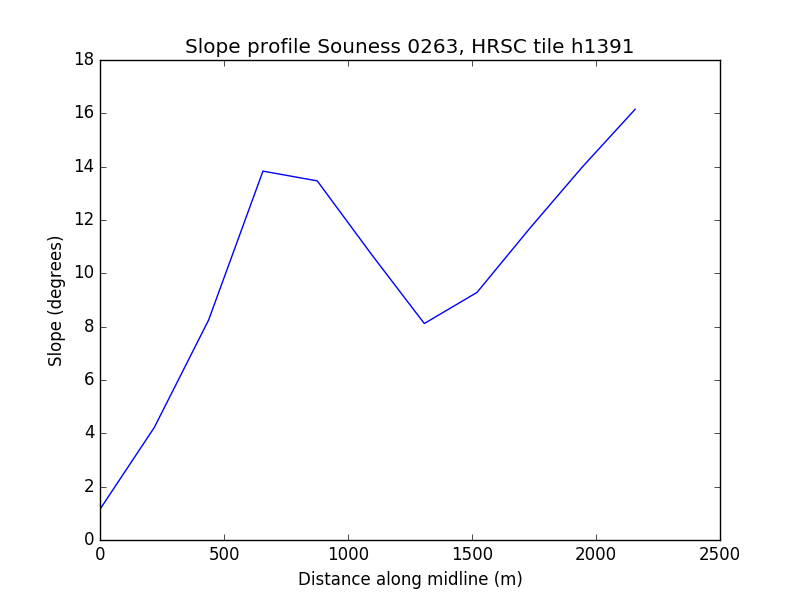 Slope profile Souness 0263, HRSC tile h1391
18
16
14
12
10
8
6
4
2
0
Slope (degrees)
0 500 1000 1500 2000 2500
Distance along midline (m)